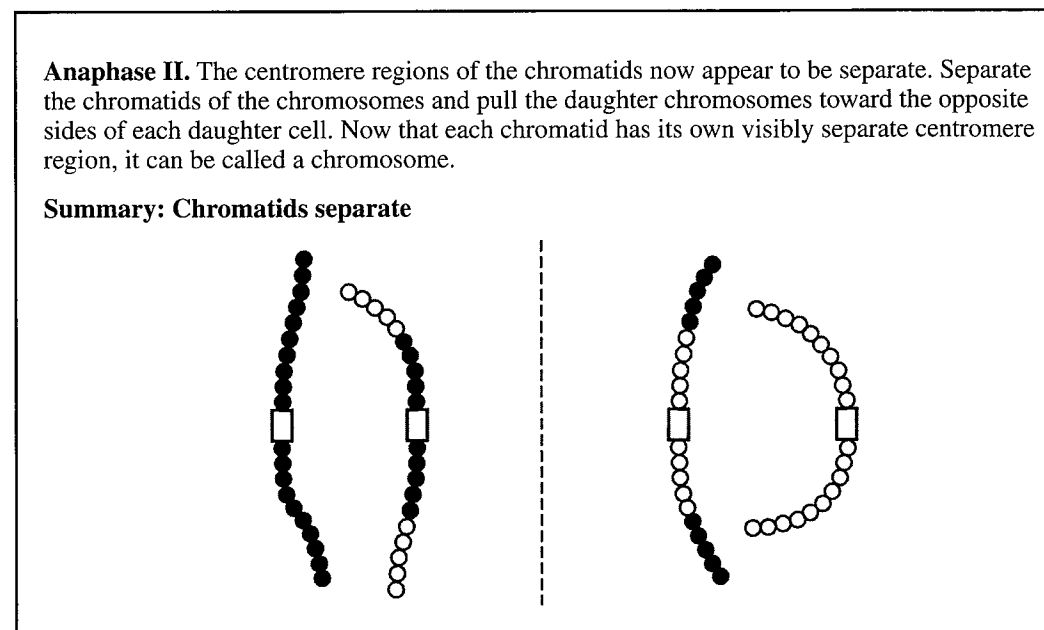 Anaphase II. The centromere regions of the chromatids now appear to be separate. Separate
the chromatids of the chromosomes and pull the daughter chromosomes toward the opposite
sides of each daughter cell. Now that each chromatid has its own visibly separate centromere
region, it can be called a chromosome.
Summary: Chromatids separate